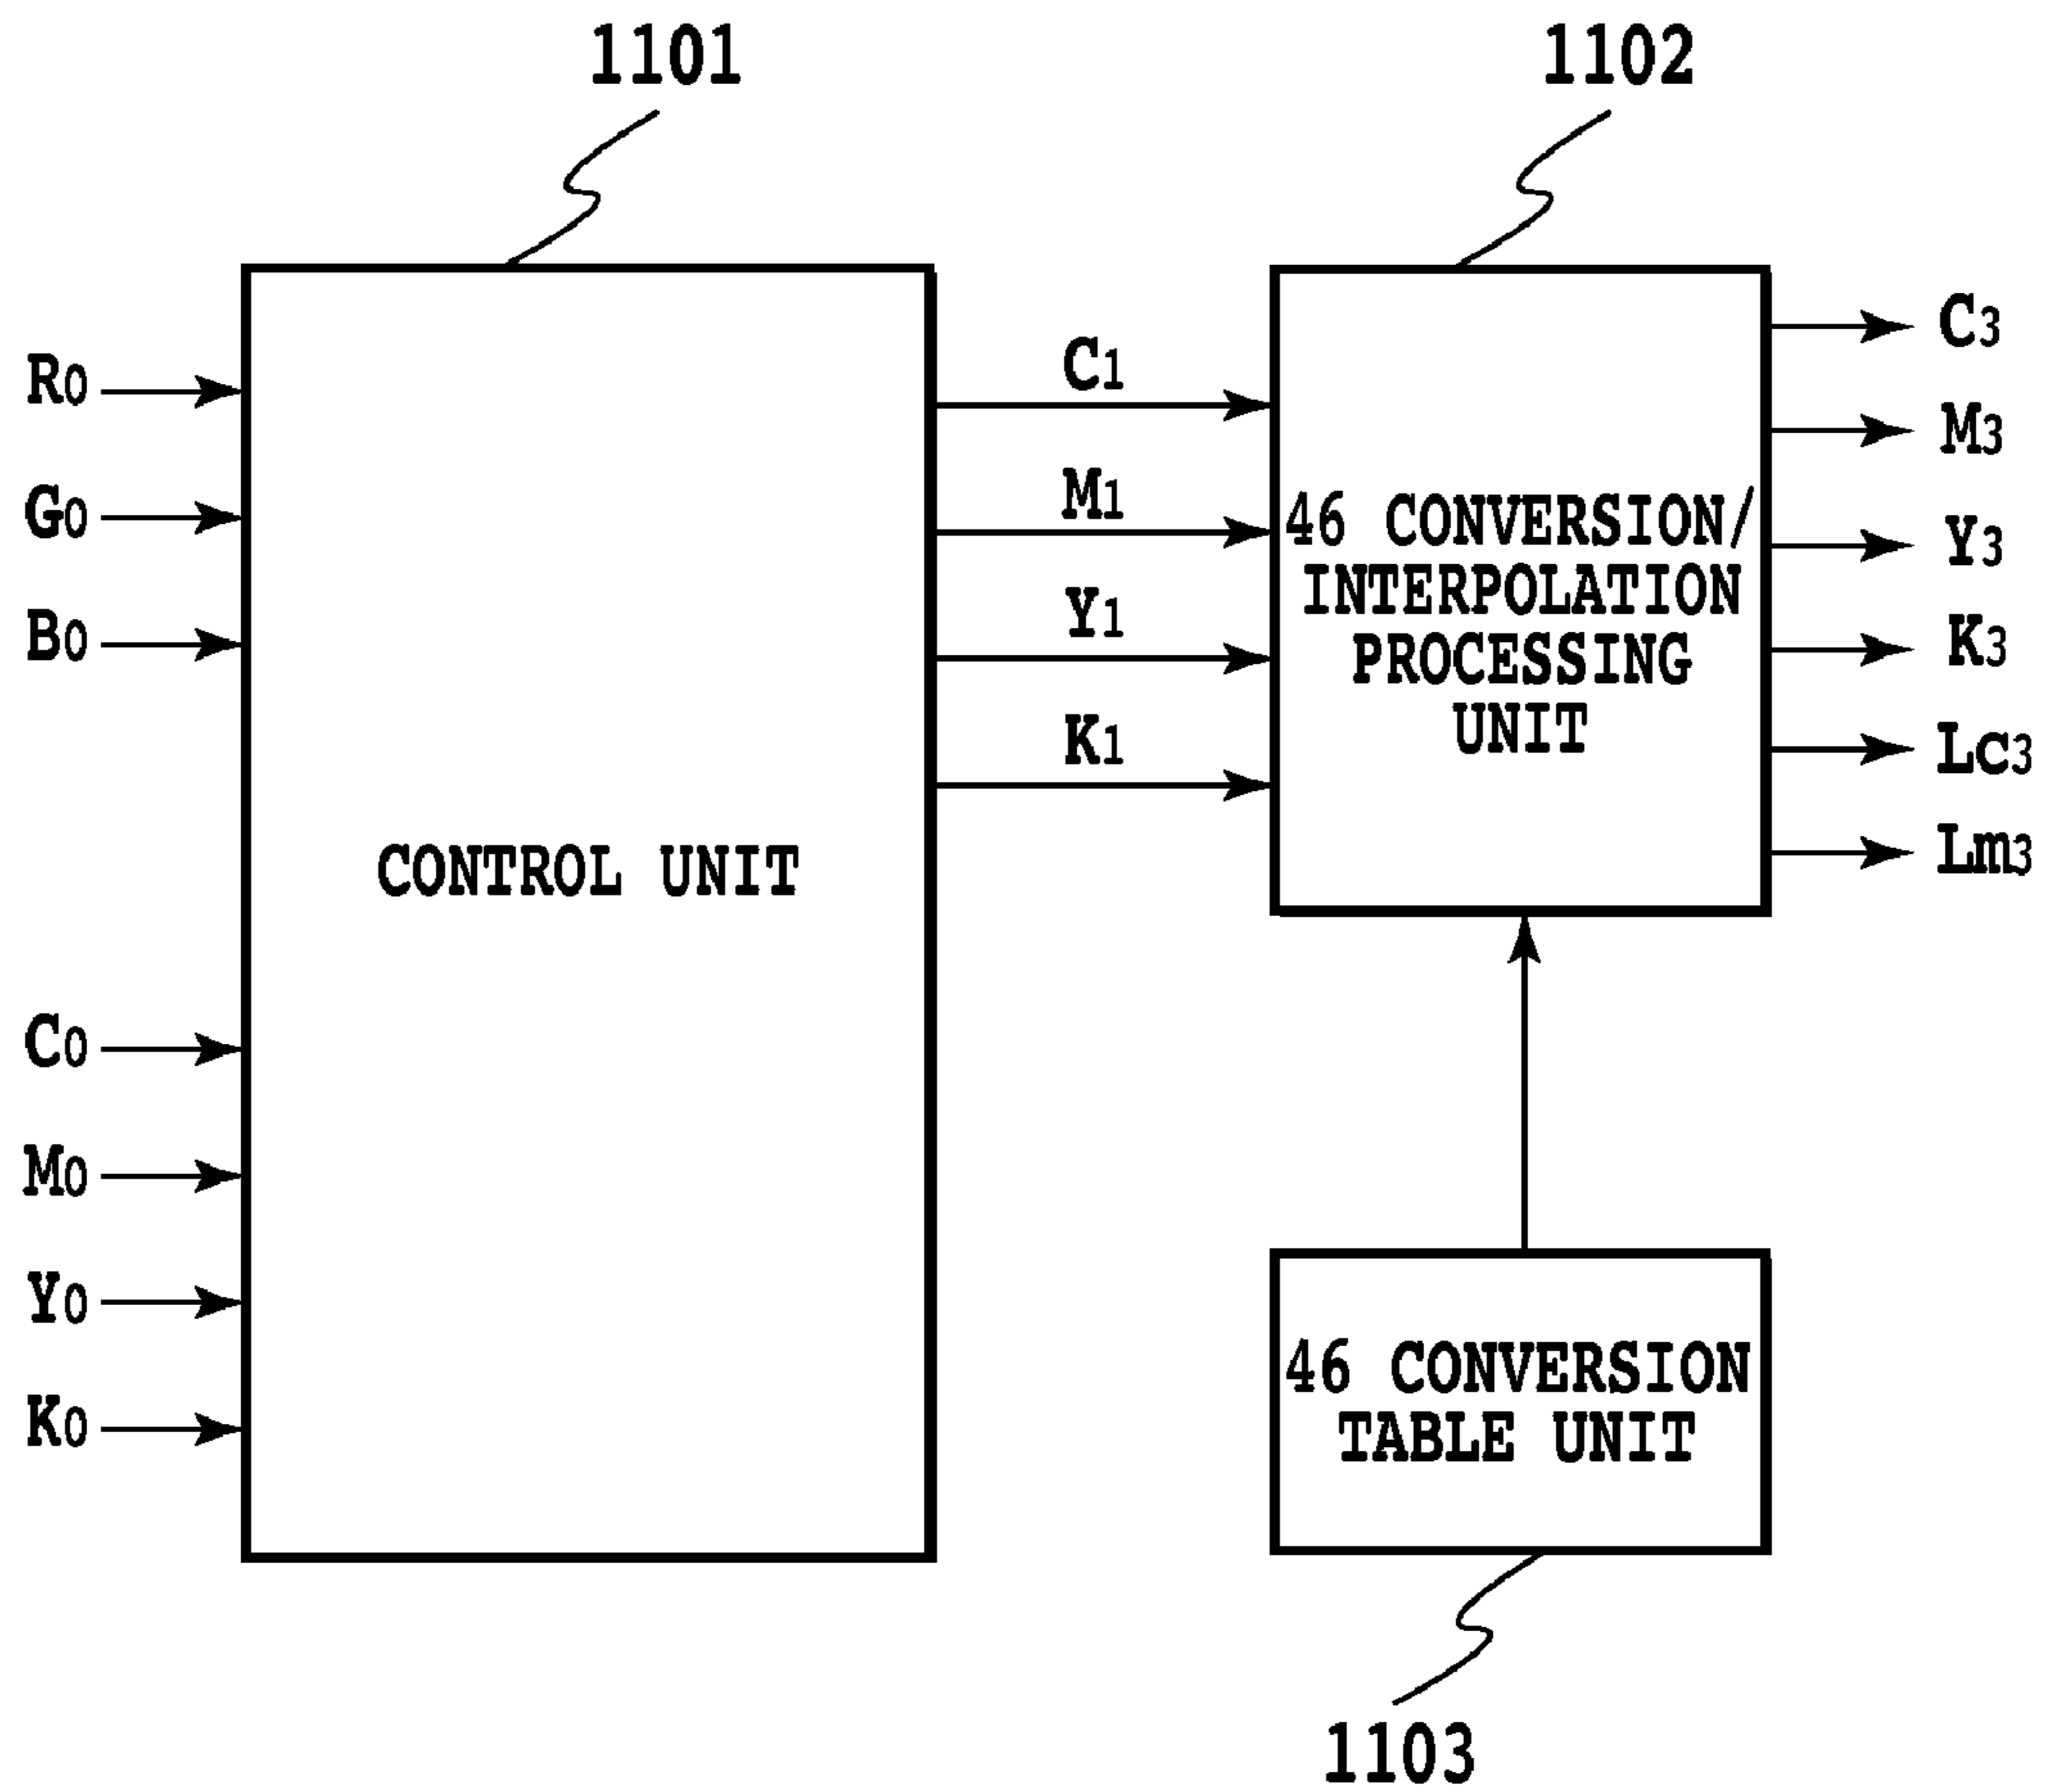 1101
1102
R0
G0
B0
C0
M0
Y0
K0
CONTROL UNIT
C1
M1
Y1
K1
46 CONVERSION/
INTERPOLATION
PROCESSING
UNIT
C3
M3
Y3
K3
Lc3
Lm3
46 CONVERSION
TABLE UNIT
1103